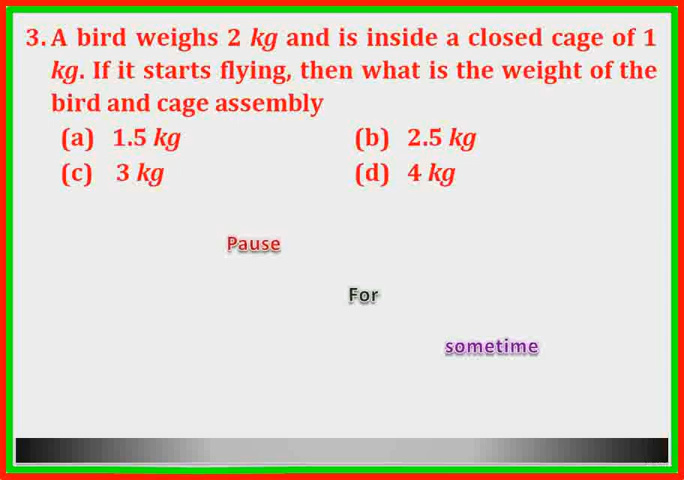 3. A bird weighs 2 kg and is inside a closed cage of 1
kg. If it starts flying, then what is the weight of the
bird and cage assembly
(a) 1.5 kg (b) 2.5 kg
(c) 3 kg (d) 4 kg
Pause
For
sometime